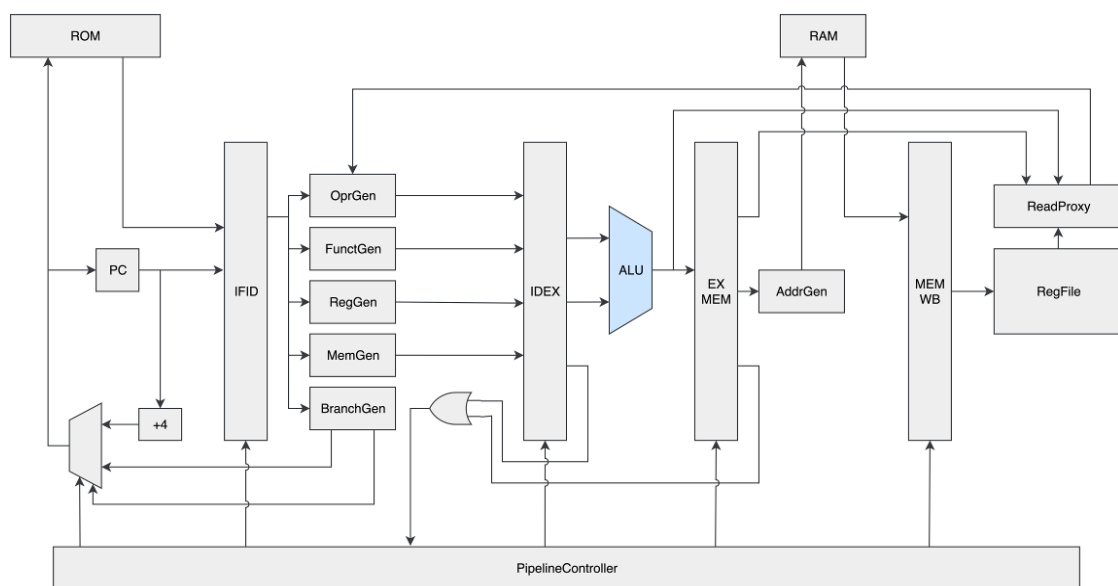 ROM
RAM
OprGen
ReadProxy
FunctGen
PC
IFID
IDEX
ALU
EX
MEM
AddrGen
MEM
WB
RegFile
RegGen
MemGen
BranchGen
+4
PipelineController